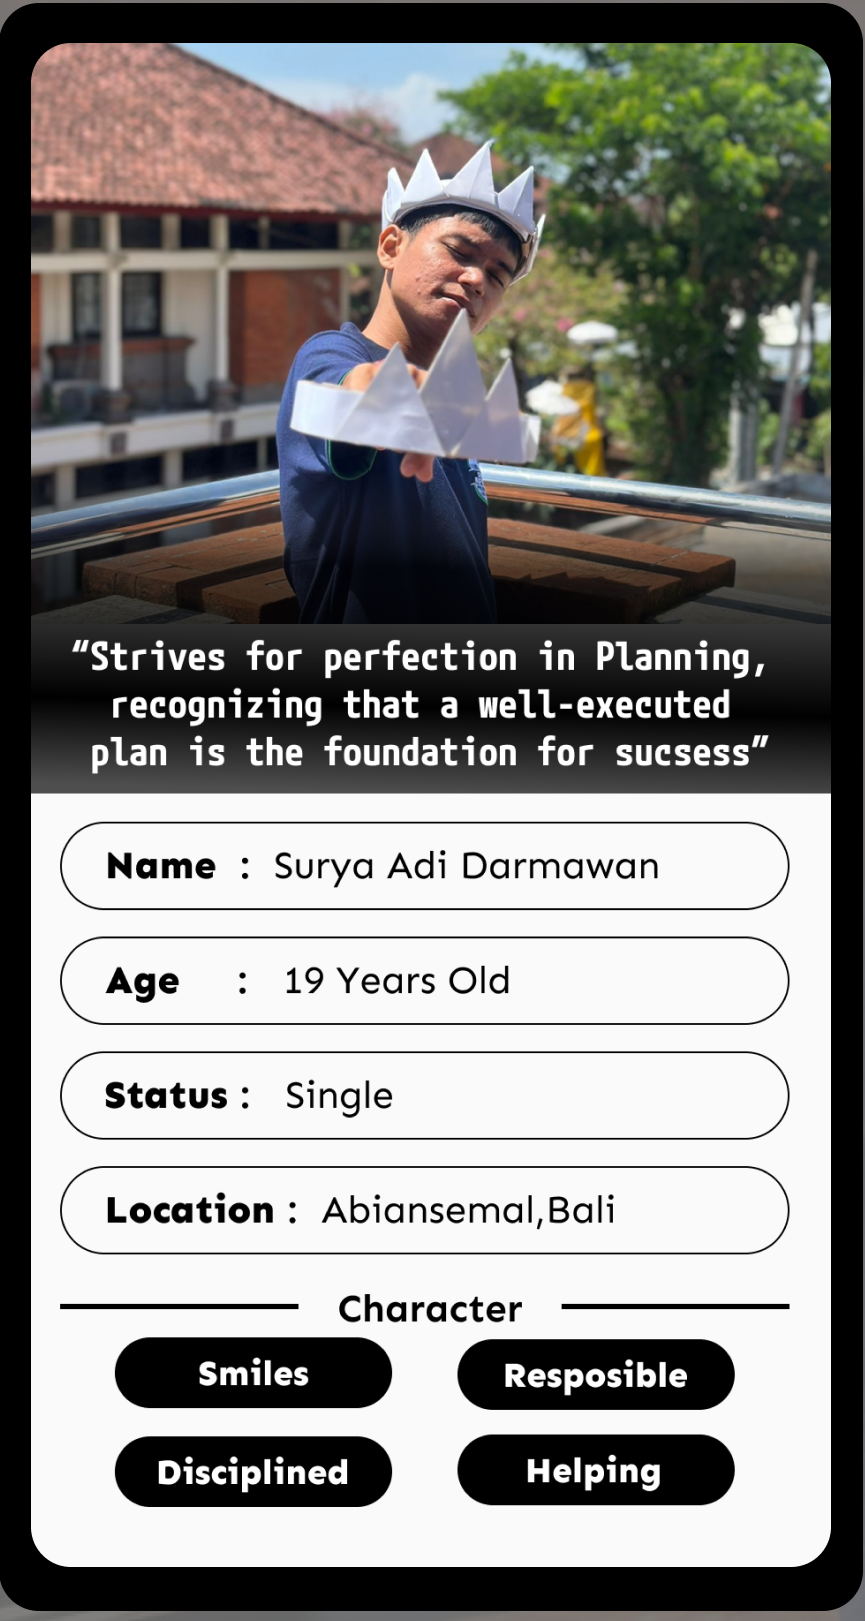 “Strives for perfection in Planning,
recognizing that a well-executed
plan is the foundation for sucsess”
Name : Surya Adi Darmawan
Age : 19 Years Old
Status : Single
Location : Abiansemal,Bali
Character
Smiles
Resposible
Disciplined
Helping